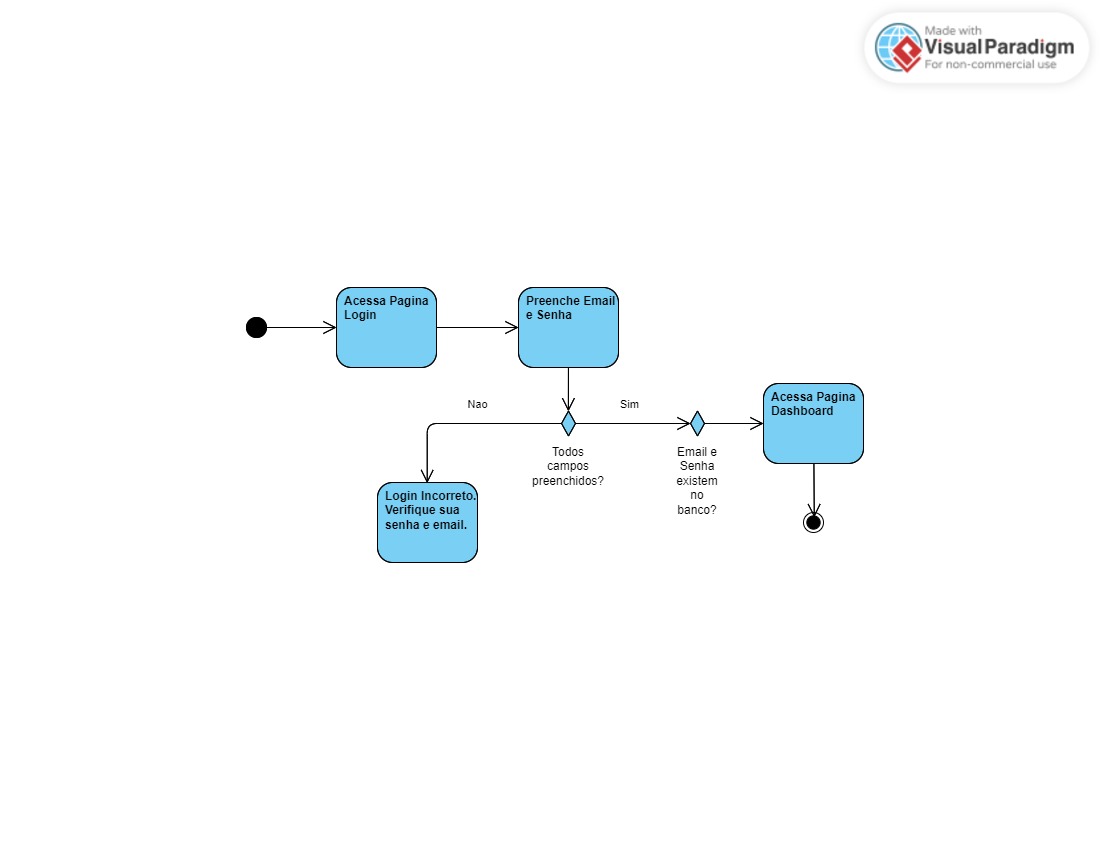 Made with
Visual Paradigm
For non-commercial use
Acessa Pagina
Login
Preenche Email
e Senha
Acessa Pagina
Dashboard
Nao
Sim
Todos
campos
preenchidos?
Email e
Senha
existem
no
banco?
Login Incorreto.
Verifique sua
senha e email.